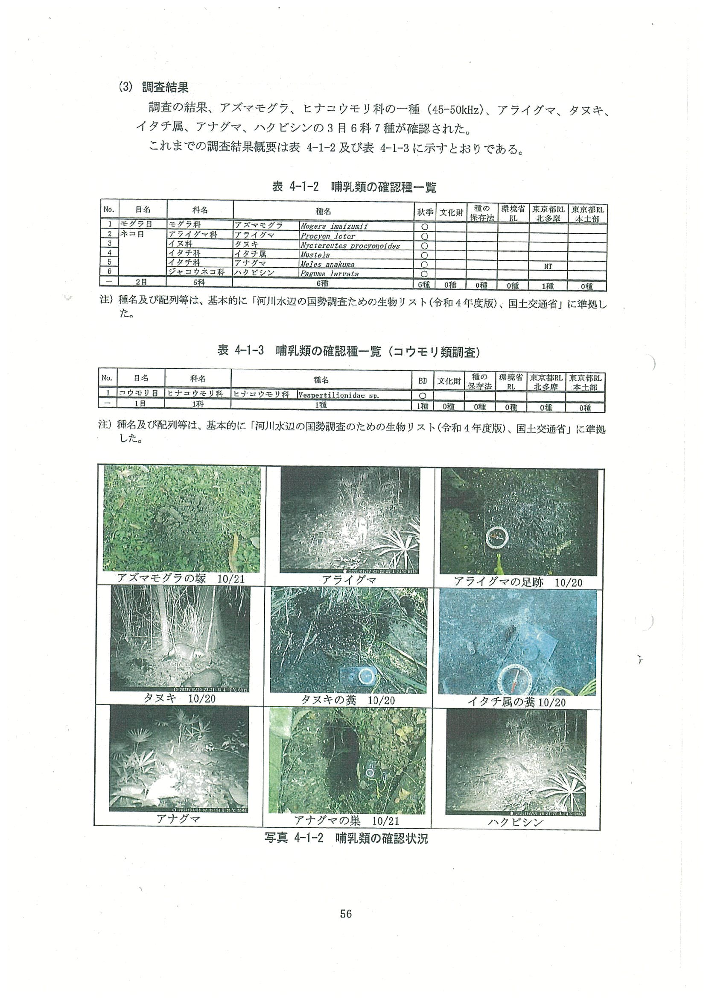 (3) 調査結果
調査の結果、アズマモグラ、ヒナコウモリ科の一種（45-50kHz）、アライグマ、タヌキ、
イタチ属、アナグマ、ハクビシンの3目6科7種が確認された。
これまでの調査結果概要は表 4-1-2 及び表 4-1-3 に示すとおりである。
表 4-1-2　哺乳類の確認種一覧
No. 目名 科名 種名 秋季 文化財 種の保存法 環境省RL 東京都RL北多摩 東京都RL本土部
1 モグラ目 モグラ科 アズマモグラ Mogera imaizumii ○
2 ネコ目 アライグマ科 アライグマ Procyon lotor ○
3 イヌ科 タヌキ Nyctereutes procyonoides ○
4 イタチ科 イタチ属 Mustela ○
5 イタチ科 アナグマ Meles anakuma ○ NT
6 ジャコウネコ科 ハクビシン Paguma larvata ○
－ 2目 5科 6種 6種 0種 0種 0種 1種 0種
注）種名及び配列等は、基本的に「河川水辺の国勢調査ための生物リスト(令和4年度版)、国土交通省」に準拠し
た。
表 4-1-3　哺乳類の確認種一覧（コウモリ類調査）
No. 目名 科名 種名 BD 文化財 種の保存法 環境省RL 東京都RL北多摩 東京都RL本土部
1 コウモリ目 ヒナコウモリ科 ヒナコウモリ科 Vespertilionidae sp. ○
－ 1目 1科 1種 1種 0種 0種 0種 0種 0種
注）種名及び配列等は、基本的に「河川水辺の国勢調査のための生物リスト(令和4年度版)、国土交通省」に準拠
した。
アズマモグラの塚　10/21
アライグマ
アライグマの足跡　10/20
タヌキ　10/20
タヌキの糞　10/20
イタチ属の糞 10/20
アナグマ
アナグマの巣　10/21
ハクビシン
写真 4-1-2　哺乳類の確認状況
56